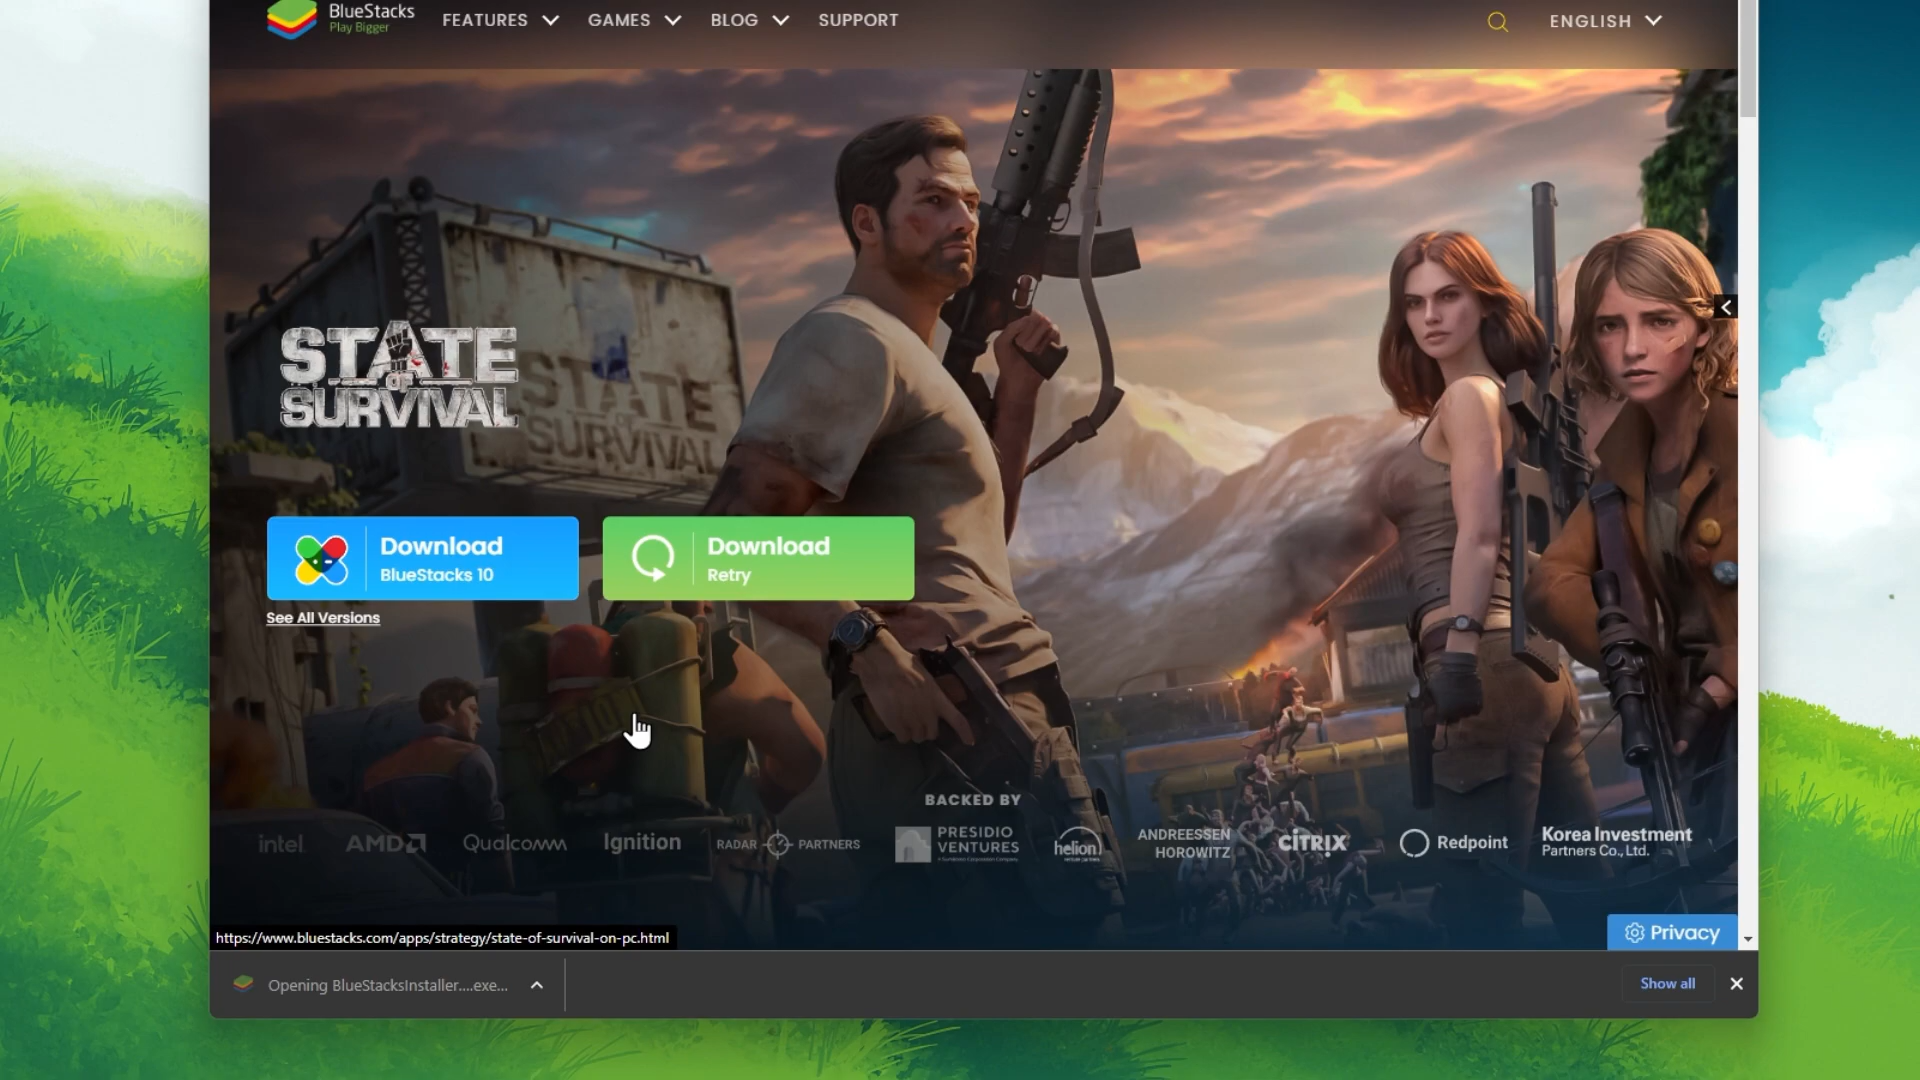 BlueStacks
Play Bigger
FEATURES
GAMES
BLOG
SUPPORT
ENGLISH
STATE
OF
SURVIVAL
STATE
OF
SURVIVAL
Download
BlueStacks 10
Download
Retry
See All Versions
BACKED BY
intel
AMD
Qualcomm
Ignition
RADAR PARTNERS
PRESIDIO
VENTURES
helion
ANDREESSEN
HOROWITZ
CITRIX
Redpoint
Korea Investment
Partners Co., Ltd.
https://www.bluestacks.com/apps/strategy/state-of-survival-on-pc.html
Privacy
Opening BlueStacksInstaller....exe...
Show all